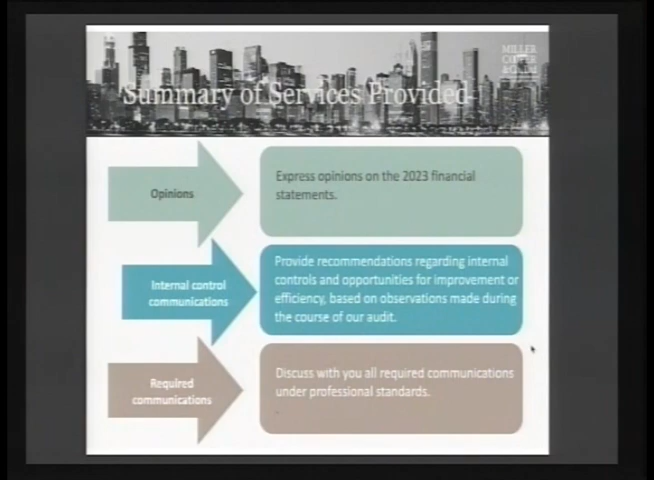 MILLER
Summary of Services Provided
Opinions
Express opinions on the 2023 financial
statements.
Internal control
communications
Provide recommendations regarding internal
controls and opportunities for improvement or
efficiency, based on observations made during
the course of our audit.
Required
communications
Discuss with you all required communications
under professional standards.